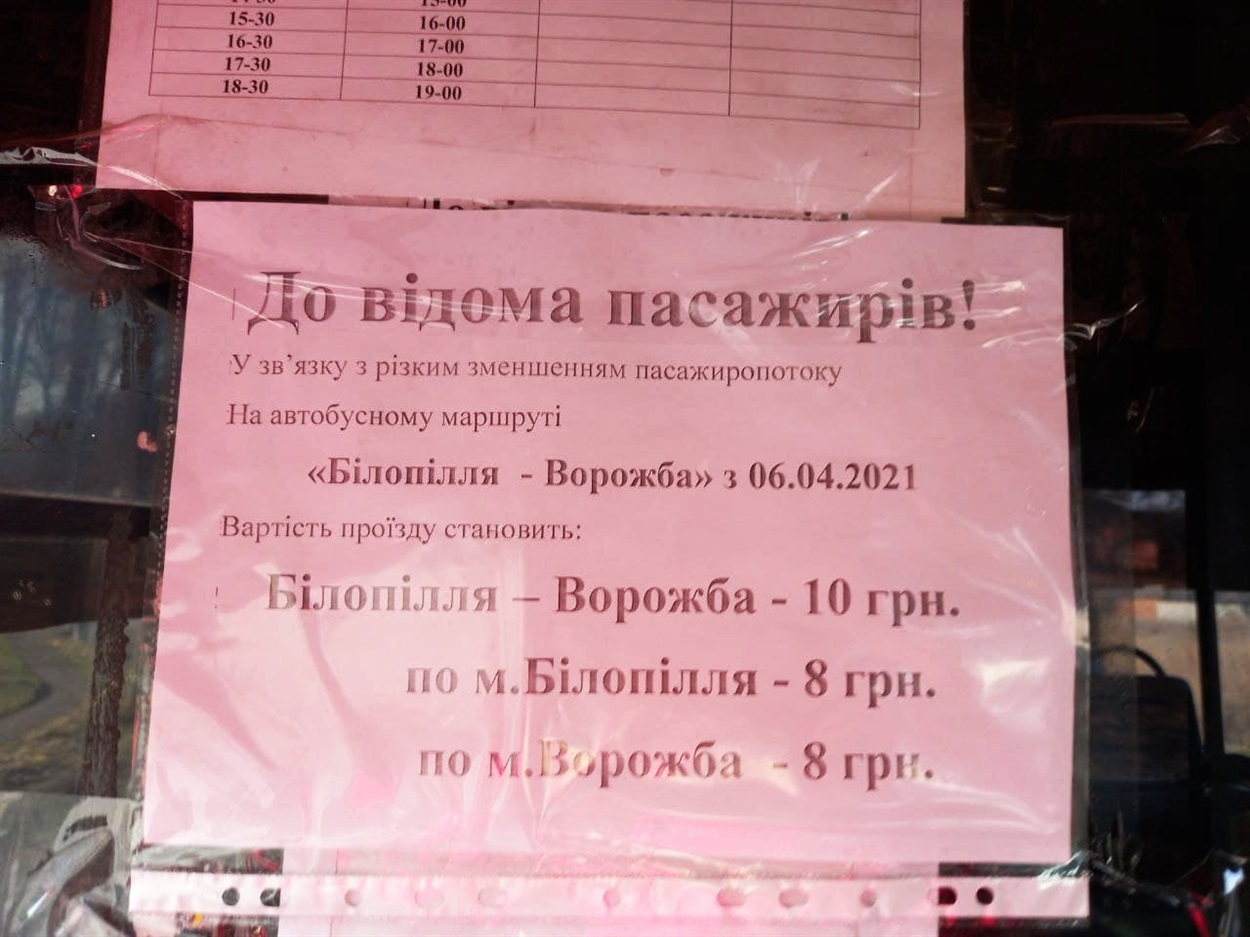 15-30 16-00
16-30 17-00
17-30 18-00
18-30 19-00
До відома пасажирів!
У зв’язку з різким зменшенням пасажиропотоку
На автобусному маршруті
«Білопілля - Ворожба» з 06.04.2021
Вартість проїзду становить:
Білопілля – Ворожба - 10 грн.
по м.Білопілля - 8 грн.
по м.Ворожба - 8 грн.